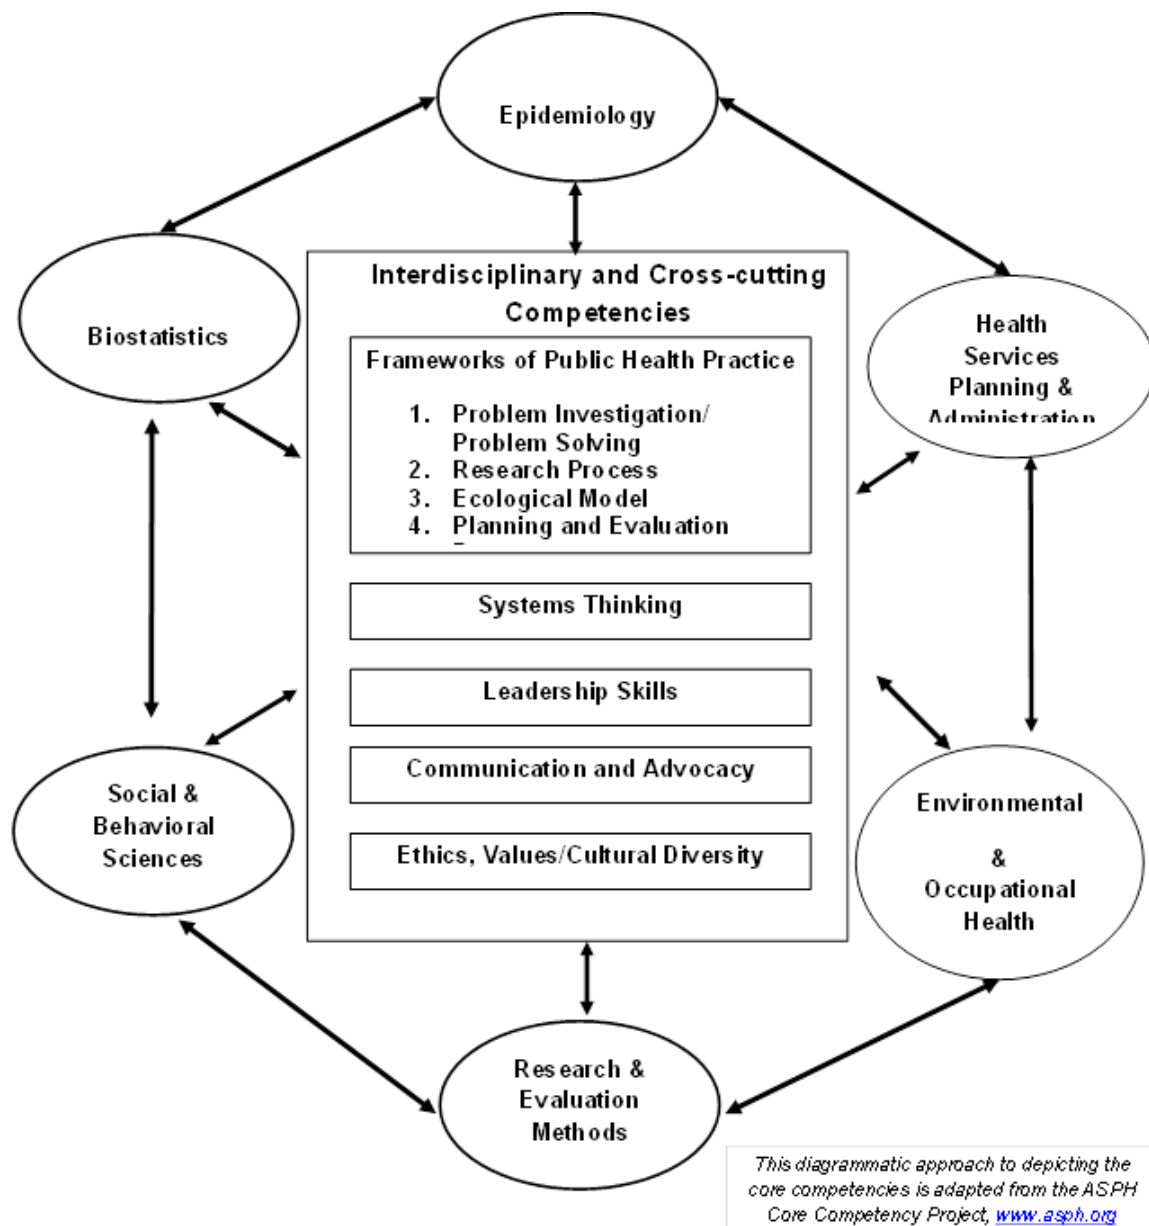 Epidemiology
Biostatistics
Health
Services
Planning &
Administration
Interdisciplinary and Cross-cutting
Competencies
Frameworks of Public Health Practice
1. Problem Investigation/
Problem Solving
2. Research Process
3. Ecological Model
4. Planning and Evaluation
Systems Thinking
Leadership Skills
Communication and Advocacy
Ethics, Values/Cultural Diversity
Social &
Behavioral
Sciences
Environmental
&
Occupational
Health
Research &
Evaluation
Methods
This diagrammatic approach to depicting the
core competencies is adapted from the ASPH
Core Competency Project, www.asph.org